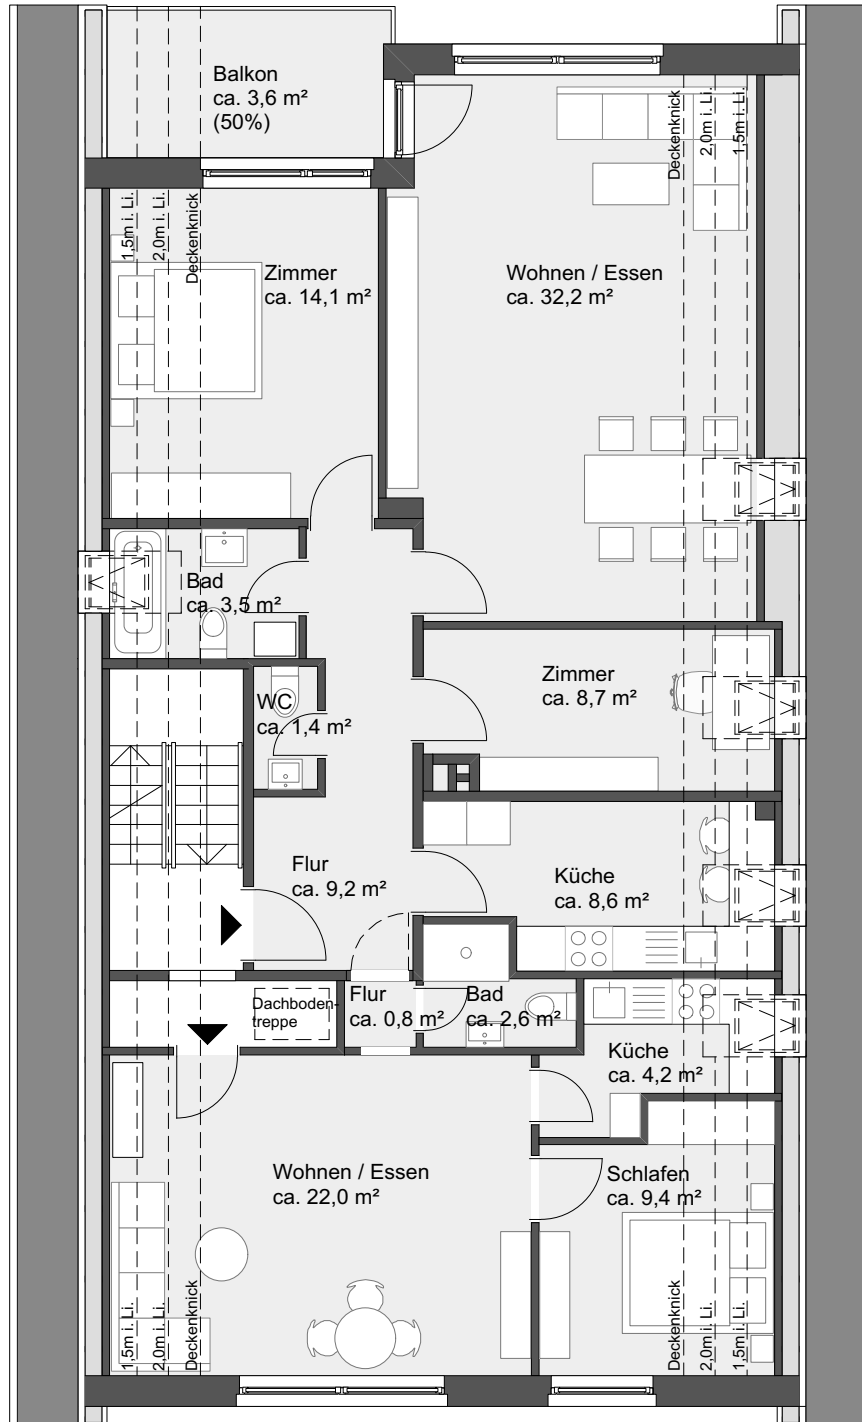 Balkon
ca. 3,6 m²
(50%)
Deckenknick
2,0m i. Li.
1,5m i. Li.
1,5m i. Li.
2,0m i. Li.
Deckenknick
Zimmer
ca. 14,1 m²
Wohnen / Essen
ca. 32,2 m²
Bad
ca. 3,5 m²
Zimmer
ca. 8,7 m²
WC
ca. 1,4 m²
Flur
ca. 9,2 m²
Küche
ca. 8,6 m²
Dachboden-
treppe
Flur
ca. 0,8 m²
Bad
ca. 2,6 m²
Küche
ca. 4,2 m²
Wohnen / Essen
ca. 22,0 m²
Schlafen
ca. 9,4 m²
1,5m i. Li.
2,0m i. Li.
Deckenknick
Deckenknick
2,0m i. Li.
1,5m i. Li.